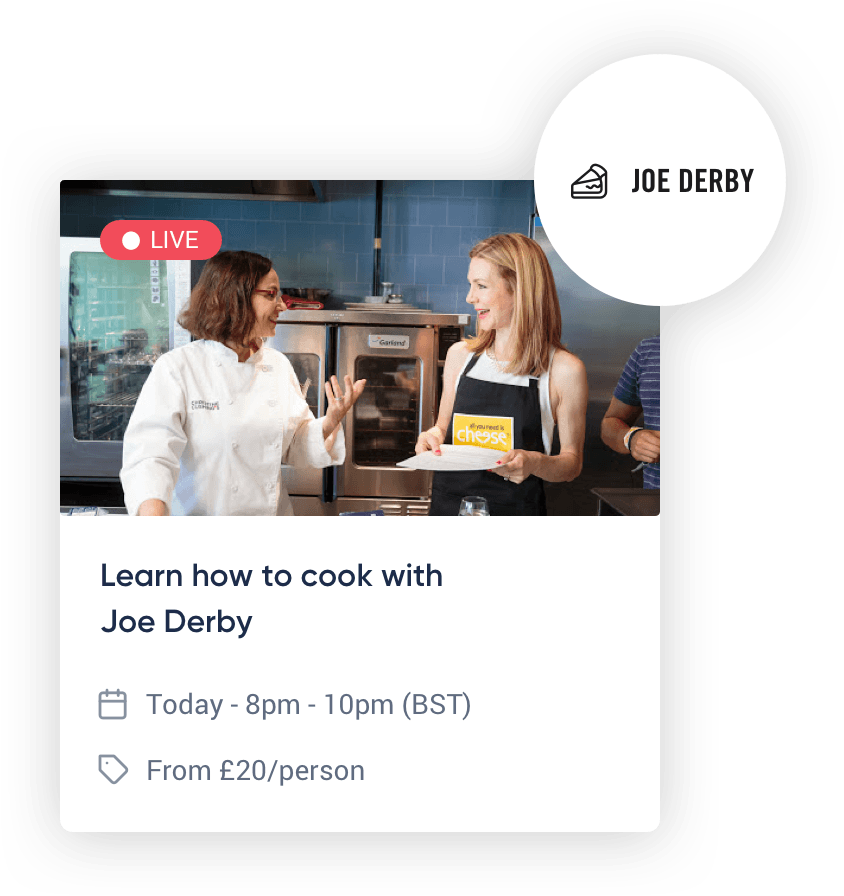 JOE DERBY
LIVE
Garland
all you need is
cheese
Learn how to cook with
Joe Derby
Today - 8pm - 10pm (BST)
From £20/person